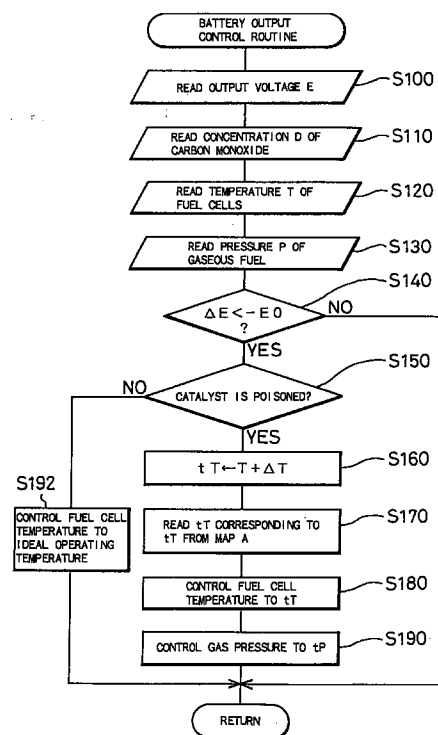 BATTERY OUTPUT
CONTROL ROUTINE
S100
READ OUTPUT VOLTAGE E
S110
READ CONCENTRATION D OF
CARBON MONOXIDE
S120
READ TEMPERATURE T OF
FUEL CELLS
S130
READ PRESSURE P OF
GASEOUS FUEL
S140
ΔE<-E0
?
NO
YES
S150
NO
CATALYST IS POISONED?
YES
S160
tT←T+ΔT
S192
CONTROL FUEL CELL
TEMPERATURE TO
IDEAL OPERATING
TEMPERATURE
S170
READ tT CORRESPONDING TO
tT FROM MAP A
S180
CONTROL FUEL CELL
TEMPERATURE TO tT
S190
CONTROL GAS PRESSURE TO tP
RETURN